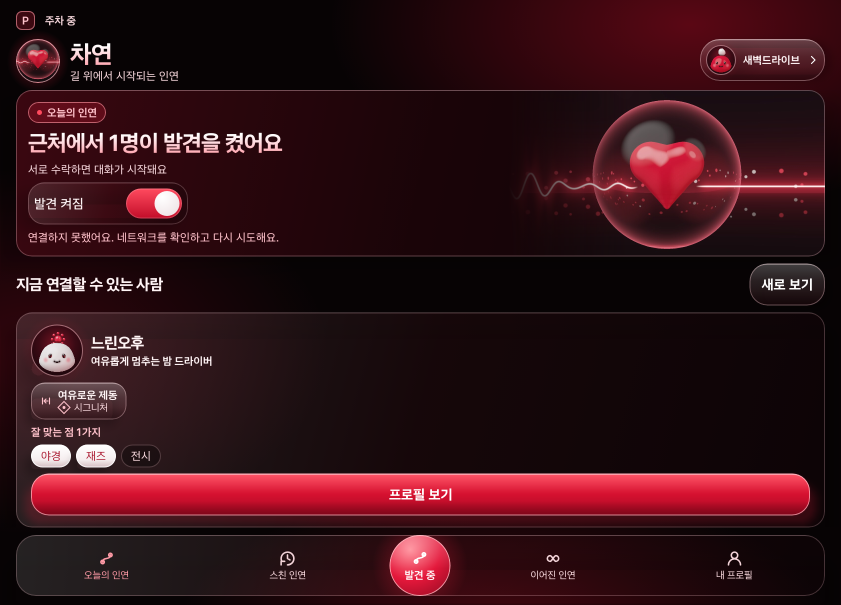 P 주차 중
차연
길 위에서 시작되는 인연
새벽드라이브
오늘의 인연
근처에서 1명이 발견을 켰어요
서로 수락하면 대화가 시작돼요
발견 켜짐
연결하지 못했어요. 네트워크를 확인하고 다시 시도해요.
지금 연결할 수 있는 사람
새로 보기
느린오후
여유롭게 멈추는 밤 드라이버
여유로운 제동
시그니처
잘 맞는 점 1가지
야경 재즈 전시
프로필 보기
오늘의 인연 스친 인연 발견 중 이어진 인연 내 프로필